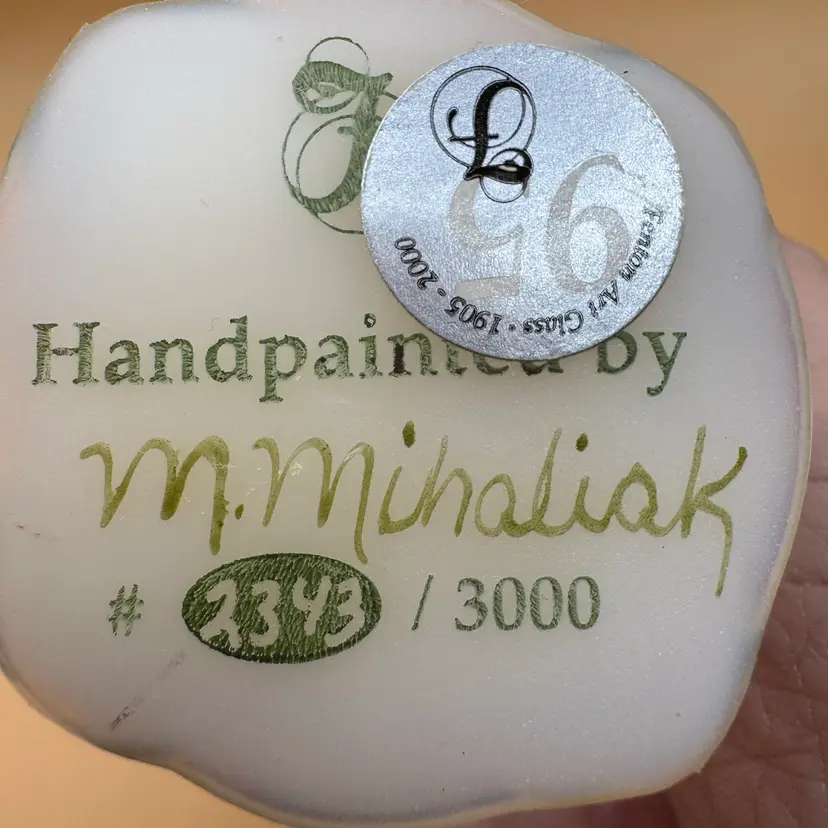 F
F
95
Fenton Art Glass · 1905 - 2000
Handpainted by
M. Mihaliak
# 2343 / 3000